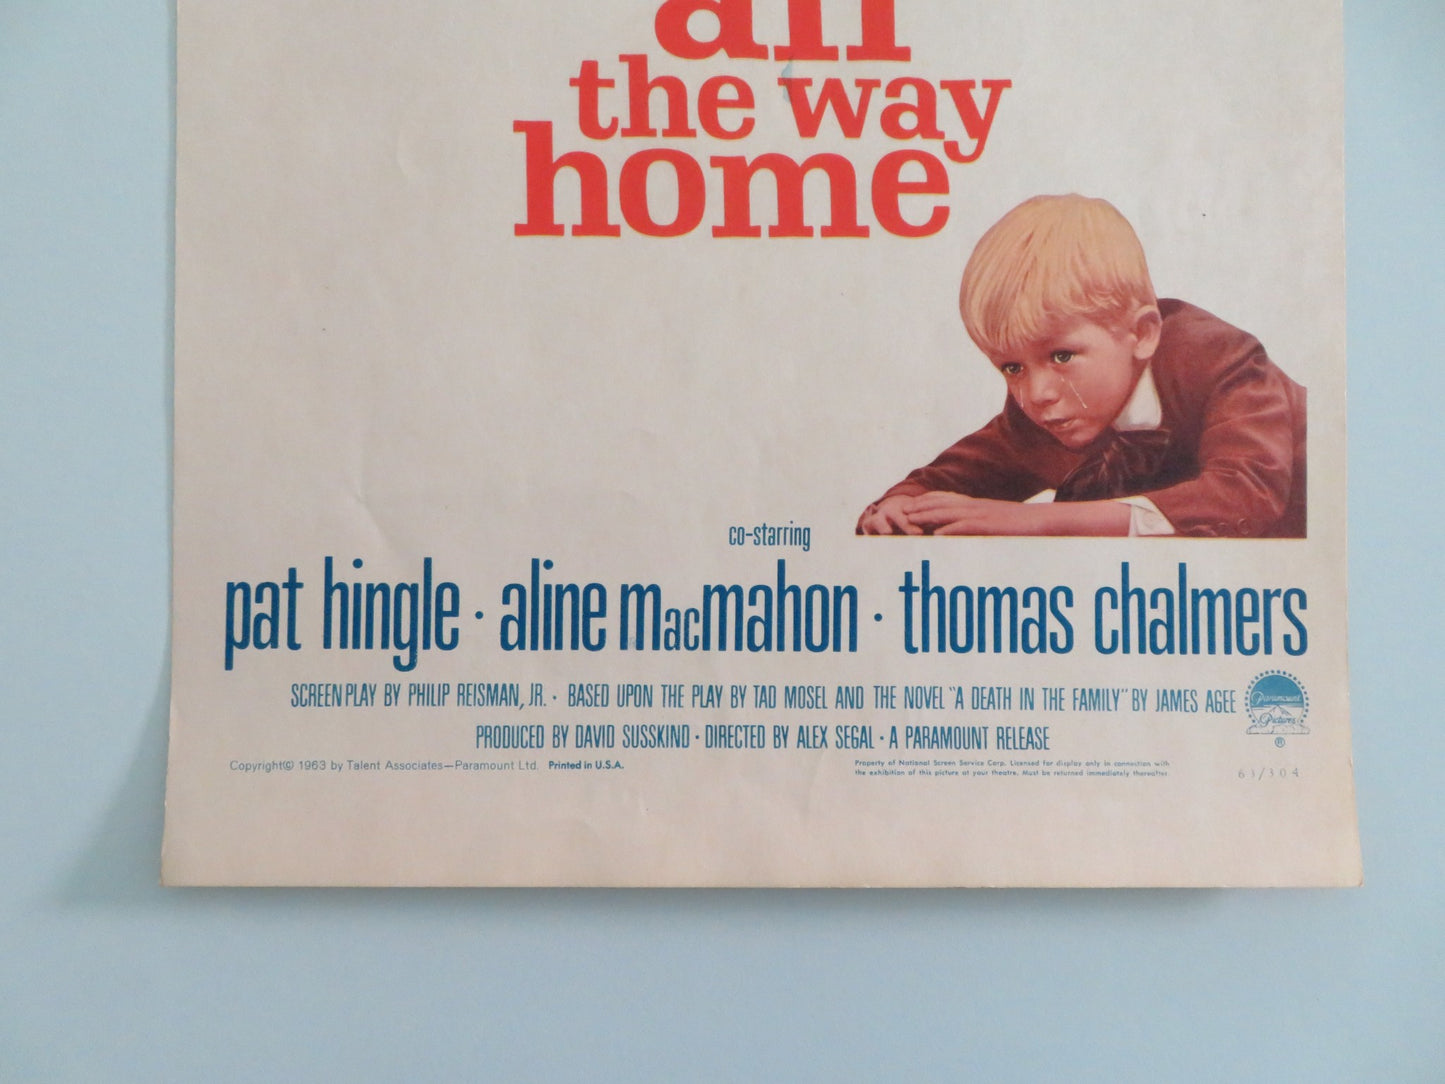 all
the way
home
co-starring
pat hingle · aline macmahon · thomas chalmers
SCREENPLAY BY PHILIP REISMAN, JR. · BASED UPON THE PLAY BY TAD MOSEL AND THE NOVEL "A DEATH IN THE FAMILY" BY JAMES AGEE
Paramount
Pictures
®
PRODUCED BY DAVID SUSSKIND · DIRECTED BY ALEX SEGAL · A PARAMOUNT RELEASE
Copyright© 1963 by Talent Associates—Paramount Ltd. Printed in U.S.A.
Property of National Screen Service Corp. Licensed for display only in connection with
the exhibition of this picture at your theatre. Must be returned immediately thereafter.
63/304